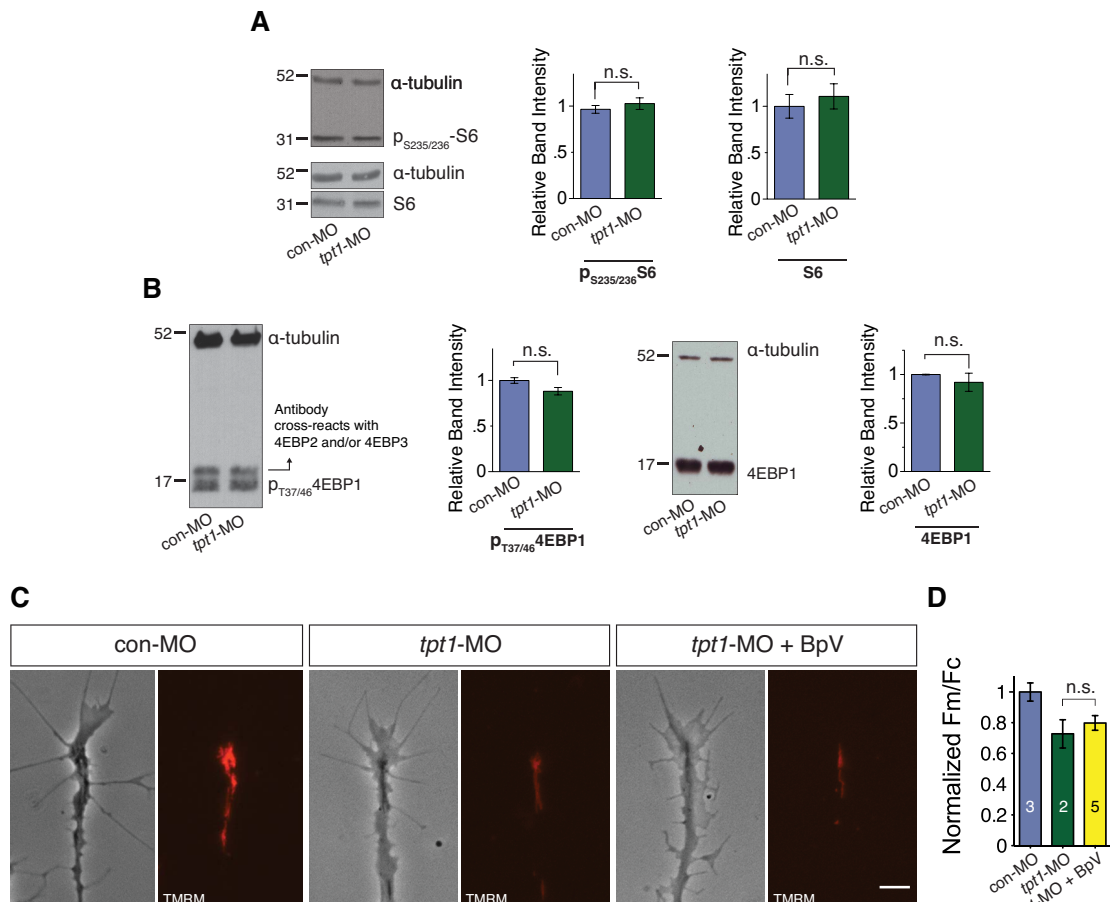 A
52
α-tubulin
31
pS235/236-S6
52
α-tubulin
31
S6
con-MO
tpt1-MO
Relative Band Intensity
n.s.
1
.5
0
con-MO
tpt1-MO
pS235/236S6
Relative Band Intensity
n.s.
1
.5
0
con-MO
tpt1-MO
S6
B
52
α-tubulin
Antibody
cross-reacts with
4EBP2 and/or 4EBP3
17
pT37/464EBP1
con-MO
tpt1-MO
Relative Band Intensity
n.s.
1
.5
0
con-MO
tpt1-MO
pT37/464EBP1
52
α-tubulin
17
4EBP1
con-MO
tpt1-MO
Relative Band Intensity
n.s.
1
.5
0
con-MO
tpt1-MO
4EBP1
C
con-MO
tpt1-MO
tpt1-MO + BpV
TMRM
TMRM
TMRM
D
Normalized Fm/Fc
n.s.
1
0.8
0.6
0.4
0.2
0
3
2
5
con-MO
tpt1-MO
-MO + BpV